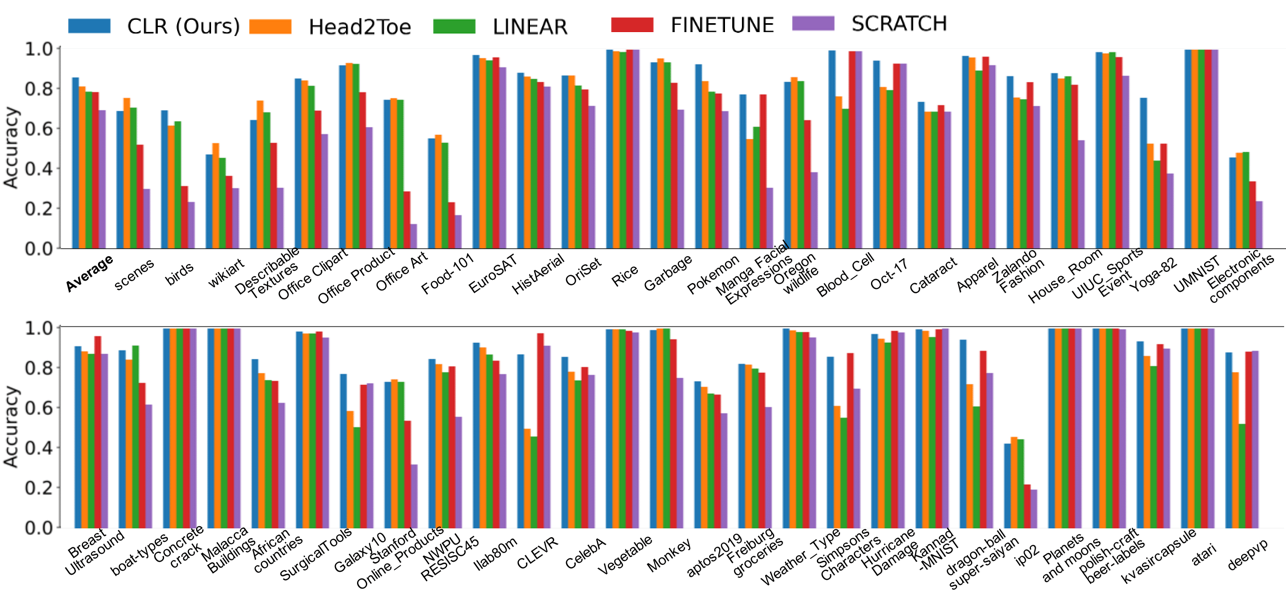 CLR (Ours) Head2Toe LINEAR FINETUNE SCRATCH
Accuracy
1.0
0.8
0.6
0.4
0.2
0.0
Average
scenes
birds
wikiart
Describable
Textures
Office Clipart
Office Product
Office Art
Food-101
EuroSAT
HistAerial
OriSet
Rice
Garbage
Pokemon
Manga_Facial
Expressions
Oregon
wildlife
Blood_Cell
Oct-17
Cataract
Apparel
Zalando
Fashion
House_Room
UIUC_Sports
Event
Yoga-82
UMNIST
Electronic
components
Accuracy
1.0
0.8
0.6
0.4
0.2
0.0
Breast
Ultrasound
boat-types
Concrete
crack
Malacca
Buildings
African
countries
SurgicalTools
Galaxy10
Stanford
Online_Products
NWPU
RESISC45
Ilab80m
CLEVR
CelebA
Vegetable
Monkey
aptos2019
Freiburg
groceries
Weather_Type
Simpsons
Characters
Hurricane
Damage
Kannad
-MNIST
dragon-ball
super-saiyan
ip02
Planets
and moons
polish-craft
beer-labels
kvasircapsule
atari
deepvp